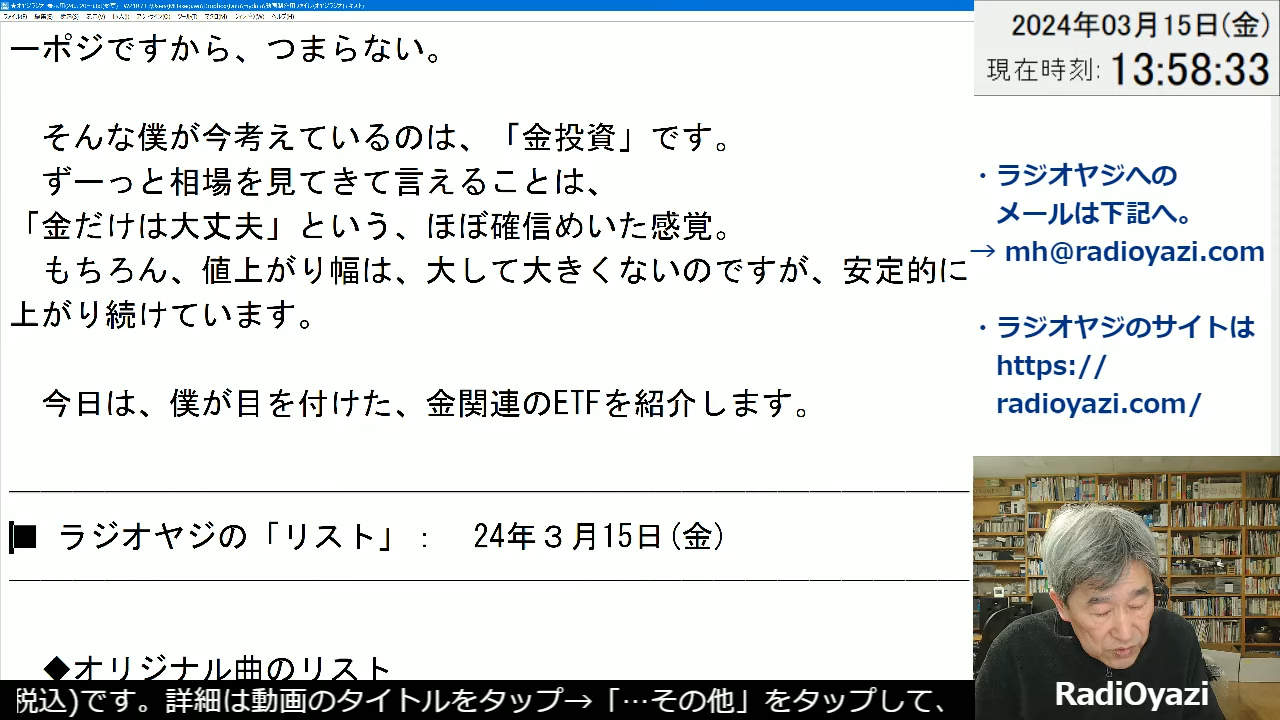 ーポジですから、つまらない。
そんな僕が今考えているのは、「金投資」です。
ずーっと相場を見てきて言えることは、
「金だけは大丈夫」という、ほぼ確信めいた感覚。
もちろん、値上がり幅は、大して大きくないのですが、安定的に
上がり続けています。
今日は、僕が目を付けた、金関連のETFを紹介します。
■ ラジオヤジの「リスト」： 24年３月15日(金)
◆オリジナル曲のリスト
税込)です。詳細は動画のタイトルをタップ→「…その他」をタップして、
2024年03月15日(金)
現在時刻: 13:58:33
・ラジオヤジへの
メールは下記へ。
→ mh@radioyazi.com
・ラジオヤジのサイトは
https://
radioyazi.com/
RadiOyazi